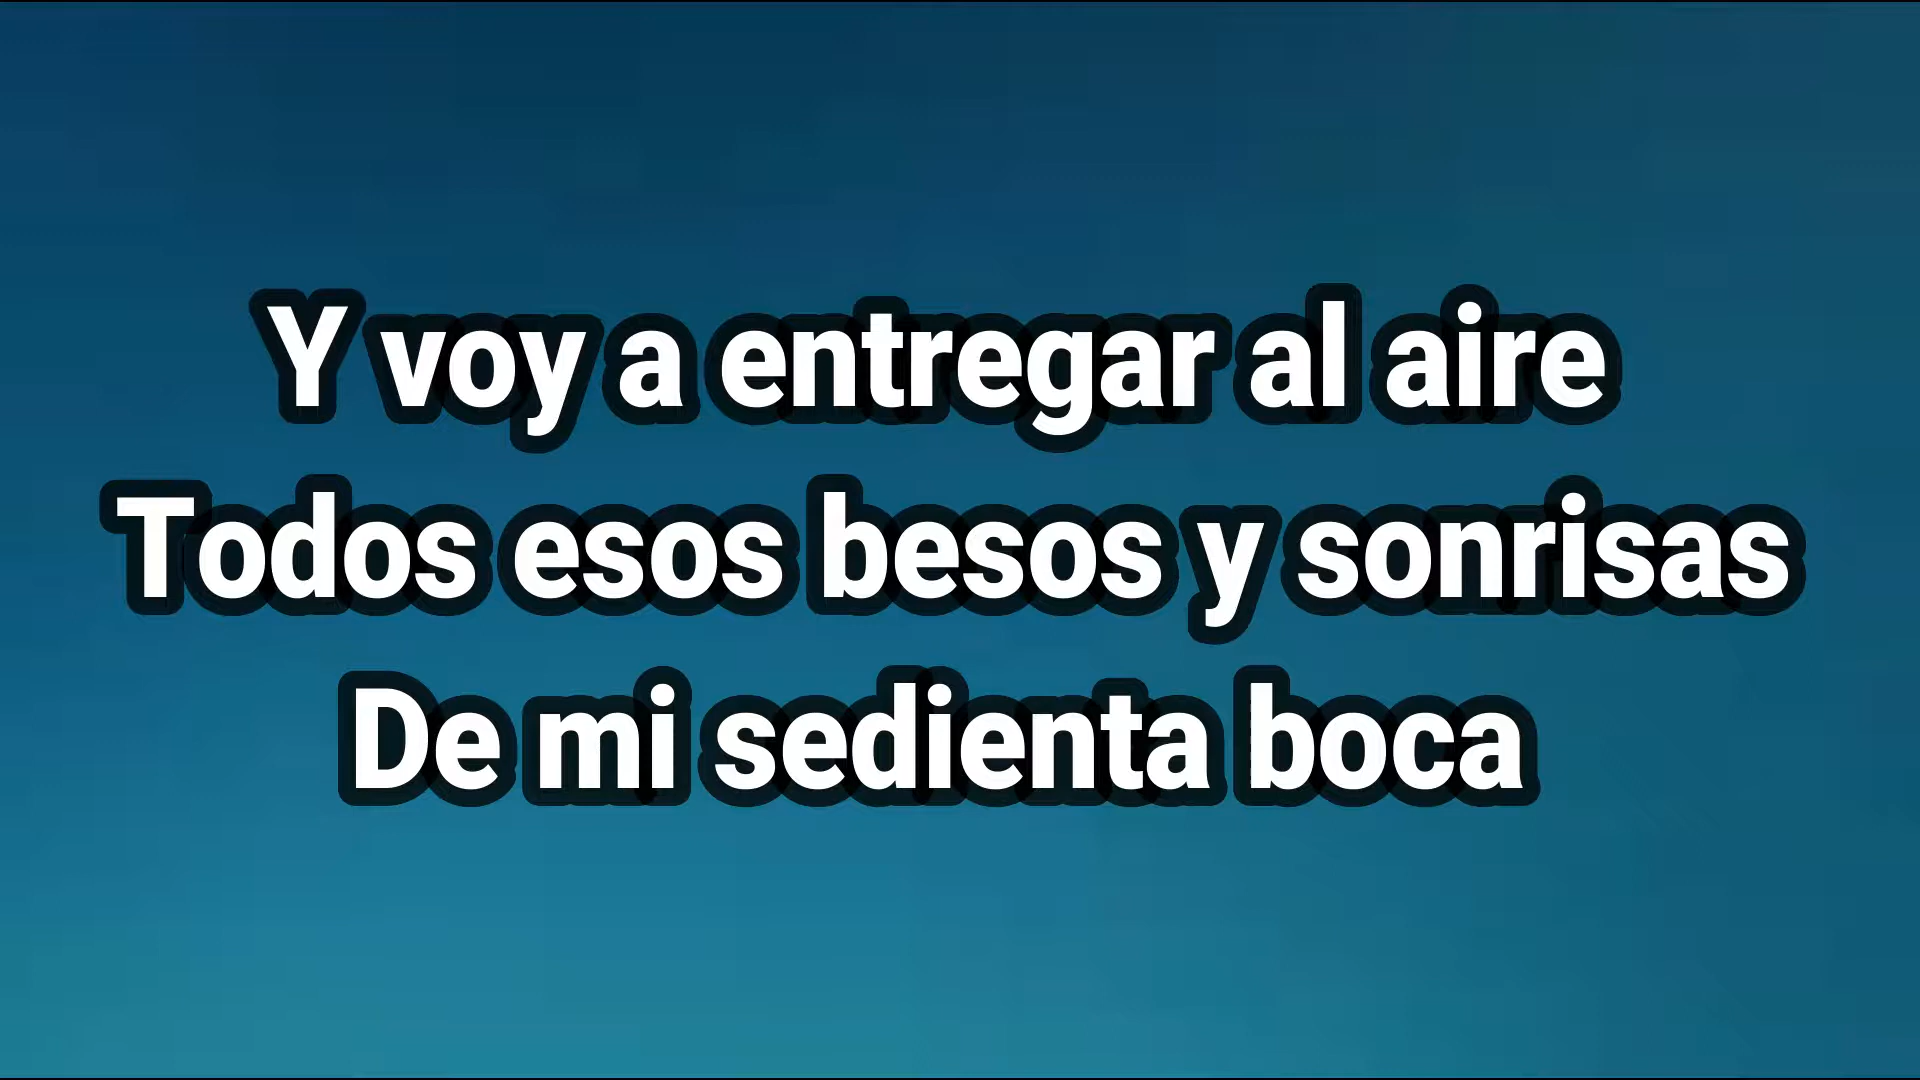 Y voy a entregar al aire
Todos esos besos y sonrisas
De mi sedienta boca